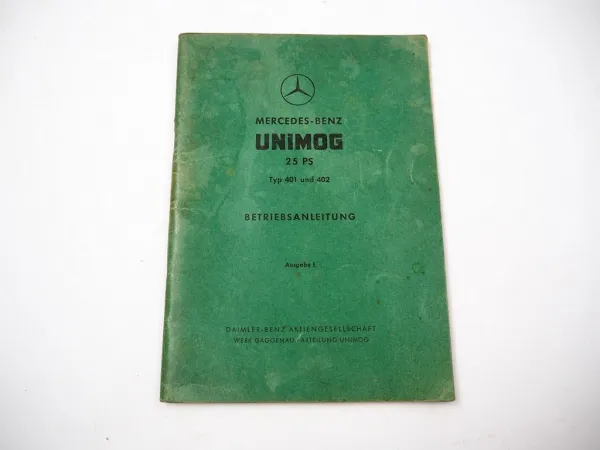 MERCEDES-BENZ
UNIMOG
25 PS
Typ 401 und 402
BETRIEBSANLEITUNG
Ausgabe L
DAIMLER-BENZ AKTIENGESELLSCHAFT
WERK GAGGENAU · ABTEILUNG UNIMOG